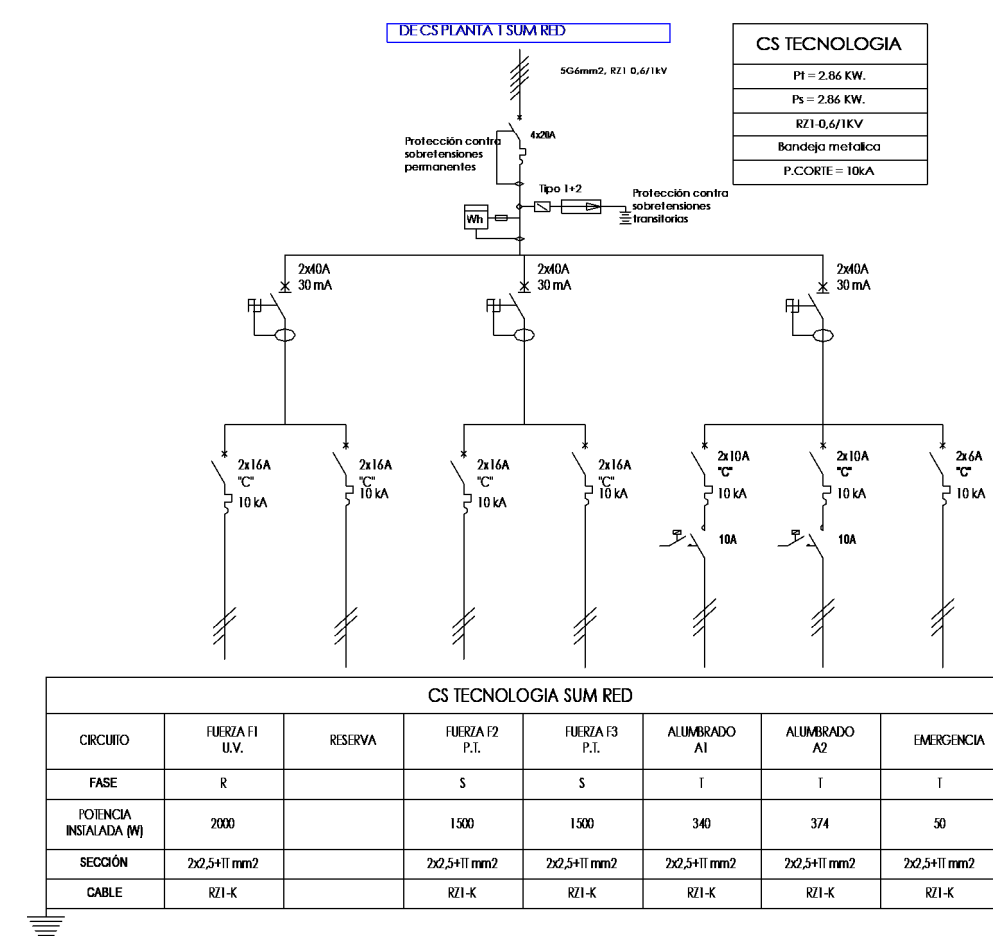 DE CS PLANTA 1 SUM RED
5G6mm2, RZ1 0,6/1kV
CS TECNOLOGIA
Pt = 2.86 KW.
Ps = 2.86 KW.
RZ1-0,6/1KV
Bandeja metalica
P.CORTE = 10kA
4x20A
Protección contra
sobretensiones
permanentes
Tipo 1+2
Protección contra
sobretensiones
transitorias
Wh
2x40A
30 mA
2x40A
30 mA
2x40A
30 mA
2x16A
"C"
10 kA
2x16A
"C"
10 kA
2x16A
"C"
10 kA
2x16A
"C"
10 kA
2x10A
"C"
10 kA
2x10A
"C"
10 kA
2x6A
"C"
10 kA
10A
10A
CS TECNOLOGIA SUM RED
CIRCUITO FUERZA F1 U.V. RESERVA FUERZA F2 P.T. FUERZA F3 P.T. ALUMBRADO A1 ALUMBRADO A2 EMERGENCIA
FASE R S S T T T
POTENCIA INSTALADA (W) 2000 1500 1500 340 374 50
SECCIÓN 2x2,5+TT mm2 2x2,5+TT mm2 2x2,5+TT mm2 2x2,5+TT mm2 2x2,5+TT mm2 2x2,5+TT mm2
CABLE RZ1-K RZ1-K RZ1-K RZ1-K RZ1-K RZ1-K